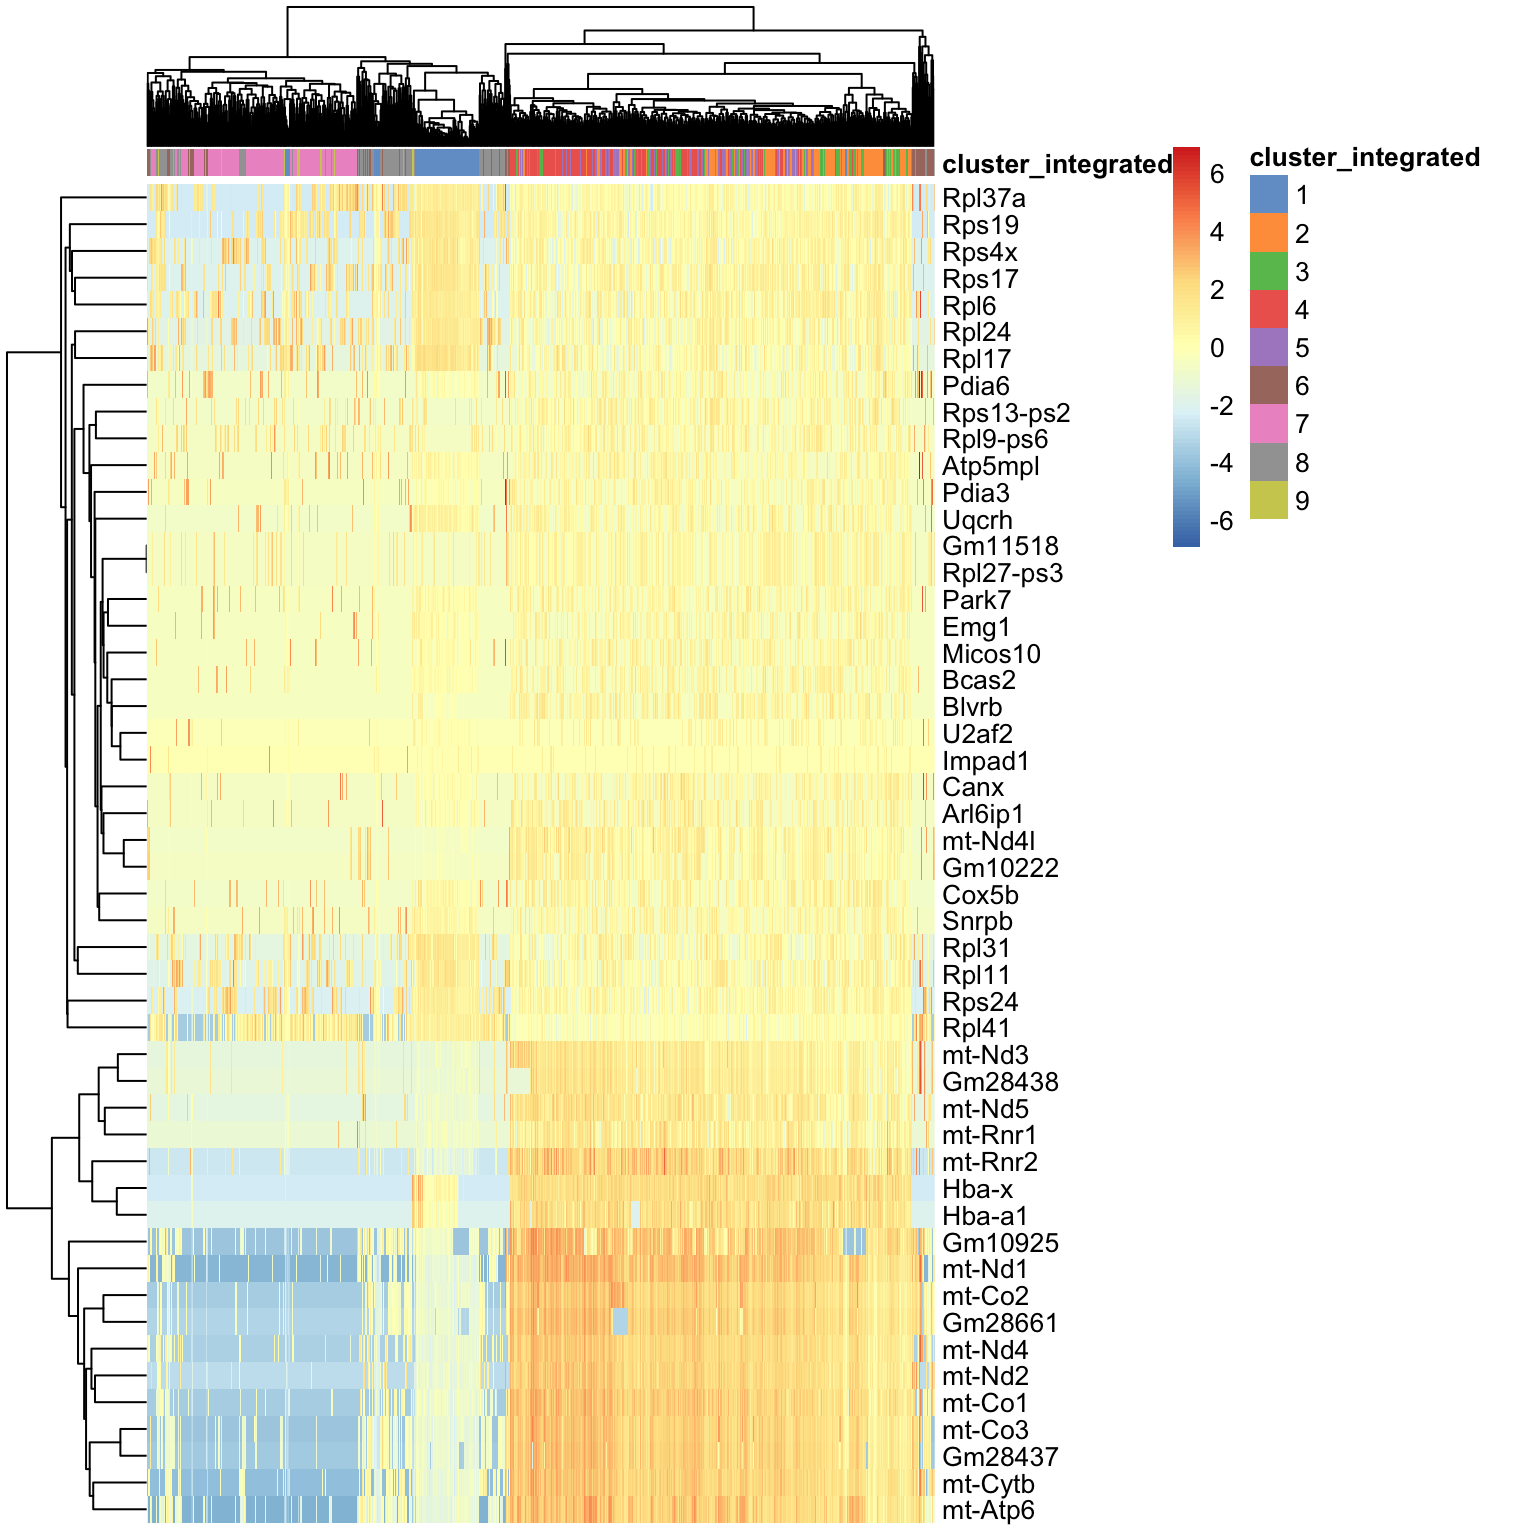 cluster_integrated
Rpl37a
Rps19
Rps4x
Rps17
Rpl6
Rpl24
Rpl17
Pdia6
Rps13-ps2
Rpl9-ps6
Atp5mpl
Pdia3
Uqcrh
Gm11518
Rpl27-ps3
Park7
Emg1
Micos10
Bcas2
Blvrb
U2af2
Impad1
Canx
Arl6ip1
mt-Nd4l
Gm10222
Cox5b
Snrpb
Rpl31
Rpl11
Rps24
Rpl41
mt-Nd3
Gm28438
mt-Nd5
mt-Rnr1
mt-Rnr2
Hba-x
Hba-a1
Gm10925
mt-Nd1
mt-Co2
Gm28661
mt-Nd4
mt-Nd2
mt-Co1
mt-Co3
Gm28437
mt-Cytb
mt-Atp6
6
4
2
0
-2
-4
-6
cluster_integrated
1
2
3
4
5
6
7
8
9